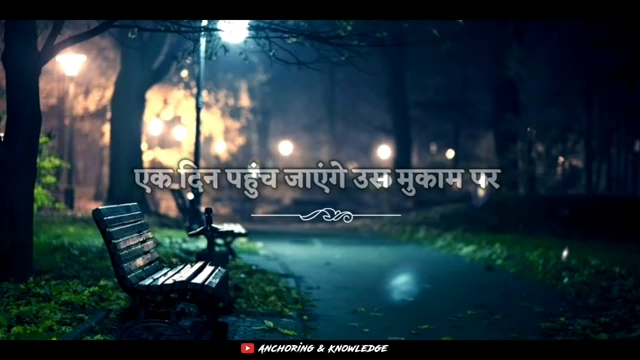 एक दिन पहुंच जाएंगे उस मुकाम पर
ANCHORING & KNOWLEDGE